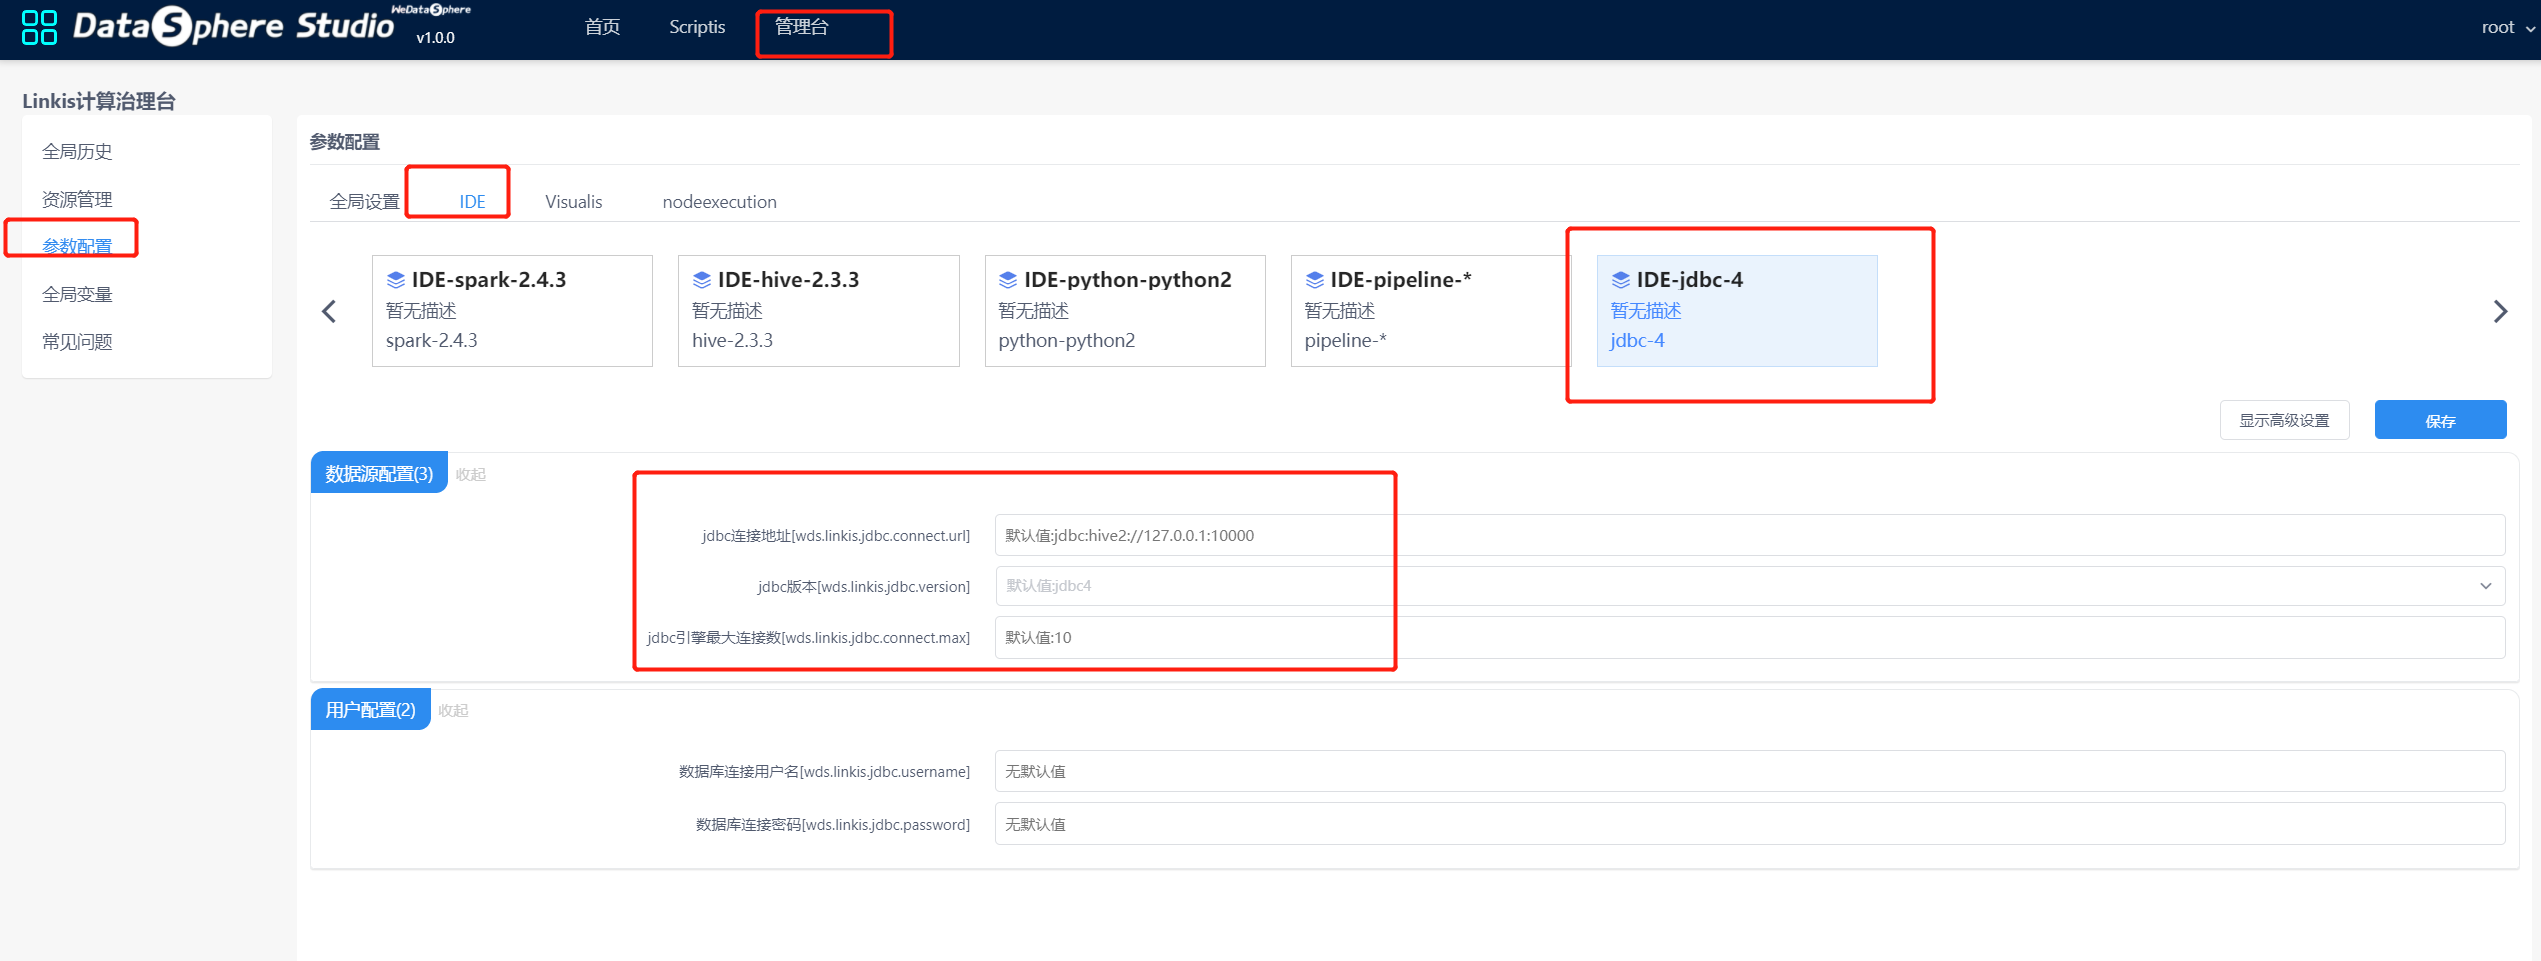 DataSphere Studio
WeDataSphere
v1.0.0
首页
Scriptis
管理台
root
Linkis计算治理台
全局历史
资源管理
参数配置
全局变量
常见问题
参数配置
全局设置
IDE
Visualis
nodeexecution
IDE-spark-2.4.3
暂无描述
spark-2.4.3
IDE-hive-2.3.3
暂无描述
hive-2.3.3
IDE-python-python2
暂无描述
python-python2
IDE-pipeline-*
暂无描述
pipeline-*
IDE-jdbc-4
暂无描述
jdbc-4
显示高级设置
保存
数据源配置(3)
收起
jdbc连接地址[wds.linkis.jdbc.connect.url]
默认值:jdbc:hive2://127.0.0.1:10000
jdbc版本[wds.linkis.jdbc.version]
默认值:jdbc4
jdbc引擎最大连接数[wds.linkis.jdbc.connect.max]
默认值:10
用户配置(2)
收起
数据库连接用户名[wds.linkis.jdbc.username]
无默认值
数据库连接密码[wds.linkis.jdbc.password]
无默认值